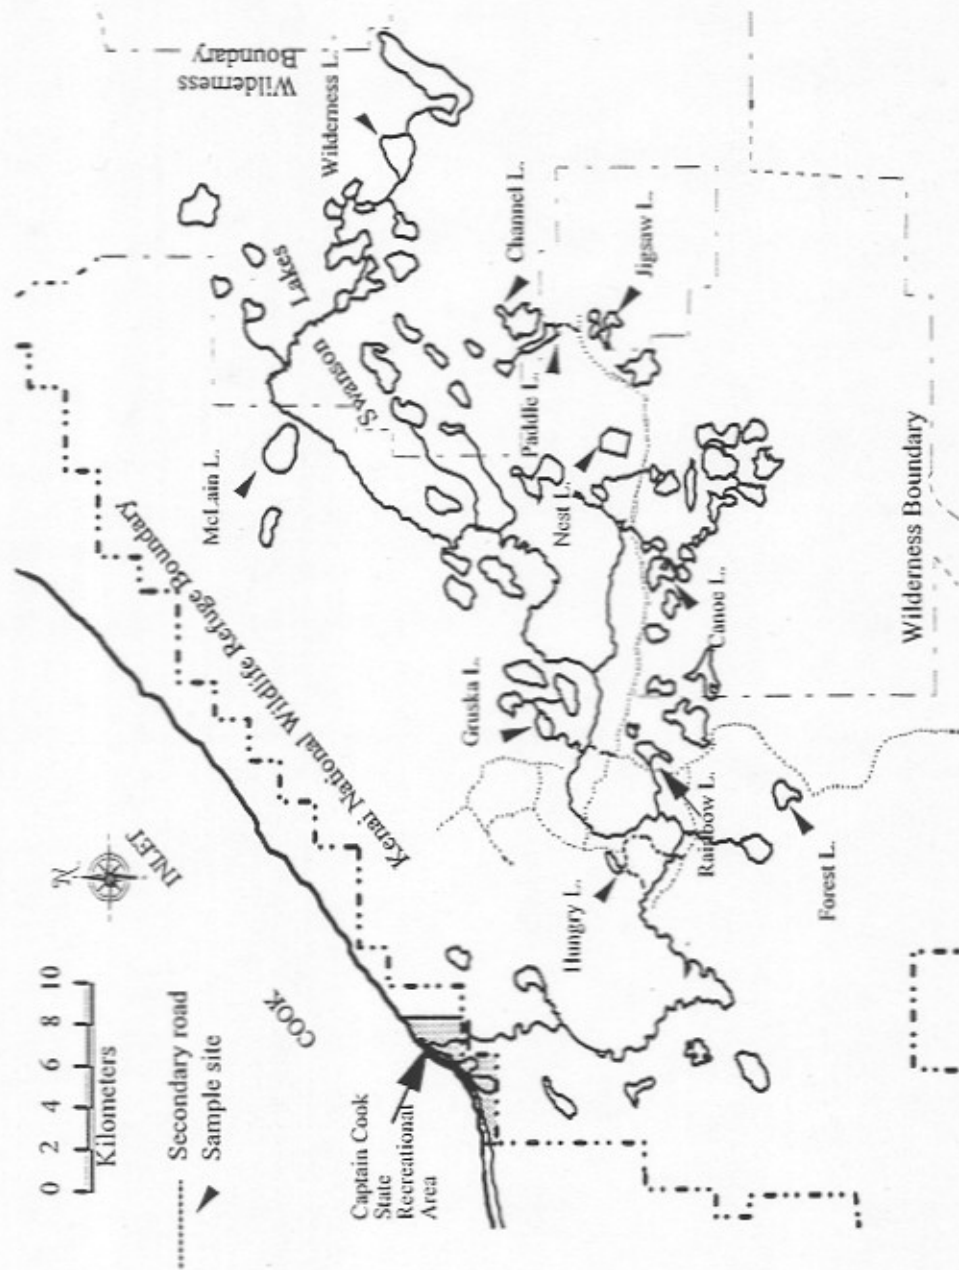 0 2 4 6 8 10
Kilometers
Secondary road
Sample site
COOK
INLET
N
Captain Cook
State
Recreational
Area
Kenai National Wildlife Refuge Boundary
McLain L.
Swanson
Lakes
Wilderness
Boundary
Wilderness L.
Channel L.
Paddle L.
Jigsaw L.
Nest L.
Gruska L.
Canoe L.
Hungry L.
Rainbow L.
Forest L.
Wilderness Boundary